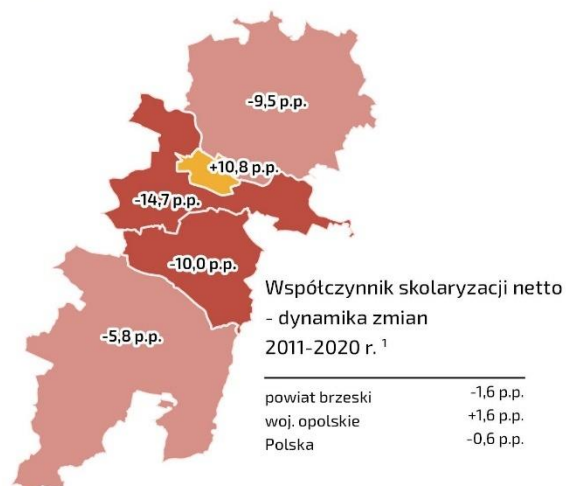 -9,5 p.p.
+10,8 p.p.
-14,7 p.p.
-10,0 p.p.
-5,8 p.p.
Współczynnik skolaryzacji netto
- dynamika zmian
2011-2020 r. ¹
powiat brzeski -1,6 p.p.
woj. opolskie +1,6 p.p.
Polska -0,6 p.p.